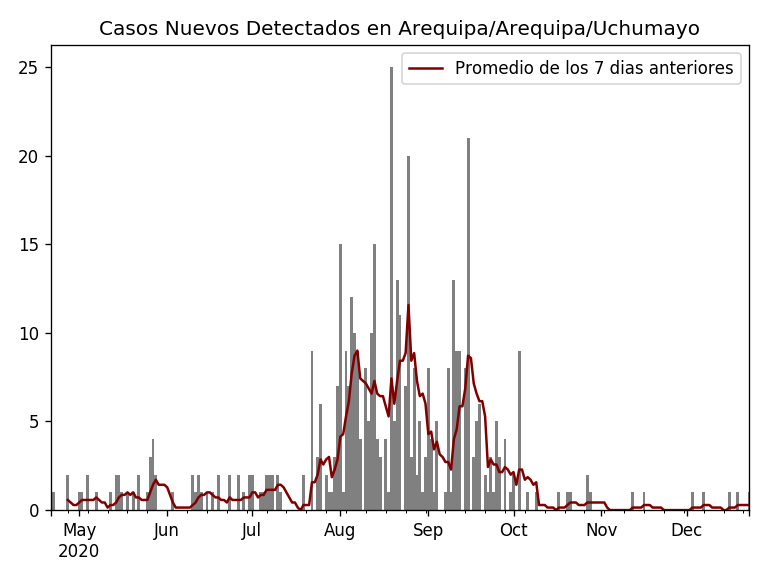 Casos Nuevos Detectados en Arequipa/Arequipa/Uchumayo
Promedio de los 7 dias anteriores
25
20
15
10
5
0
May Jun Jul Aug Sep Oct Nov Dec
2020